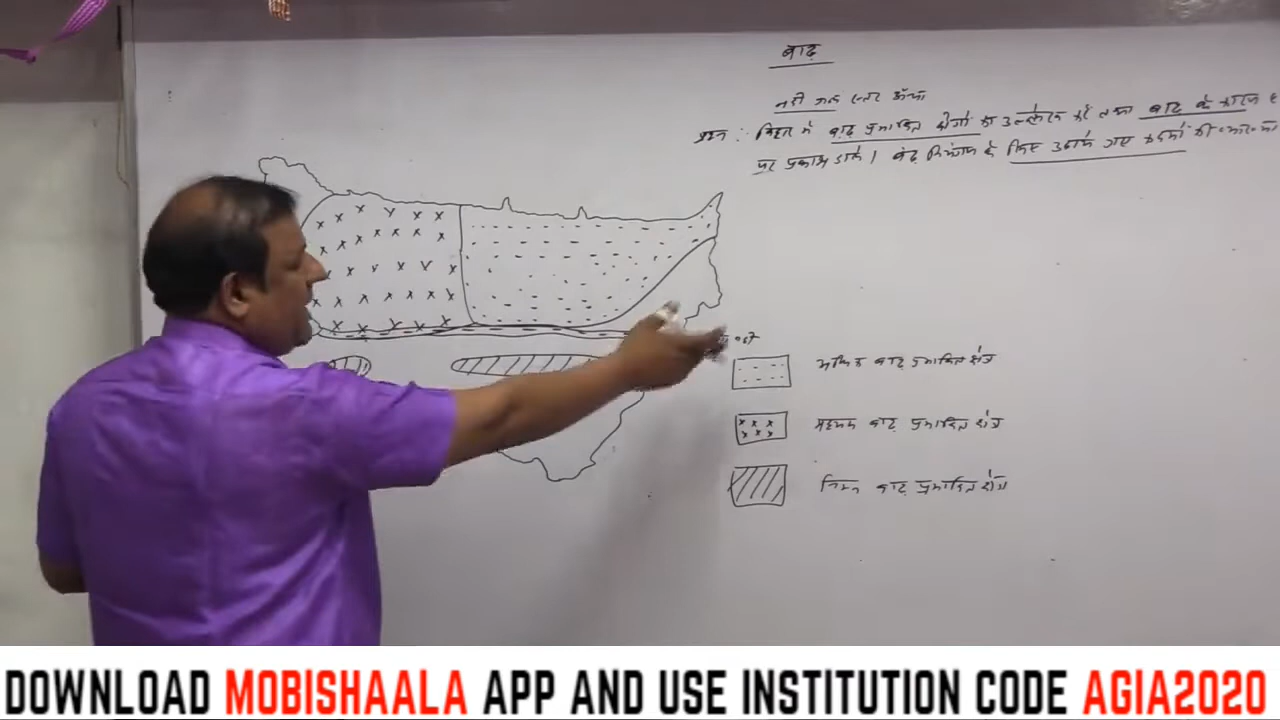 बाढ़
नदी जल स्तर ऊँचा
प्रश्न : बिहार में बाढ़ प्रभावित क्षेत्रों का उल्लेख करें तथा बाढ़ के कारण
पर प्रकाश डालें। बाढ़ नियंत्रण के लिए उठाये गए कदमों की व्याख्या
अधिक बाढ़ प्रभावित क्षेत्र
मध्यम बाढ़ प्रभावित क्षेत्र
निम्न बाढ़ प्रभावित क्षेत्र
DOWNLOAD MOBISHAALA APP AND USE INSTITUTION CODE AGIA2020